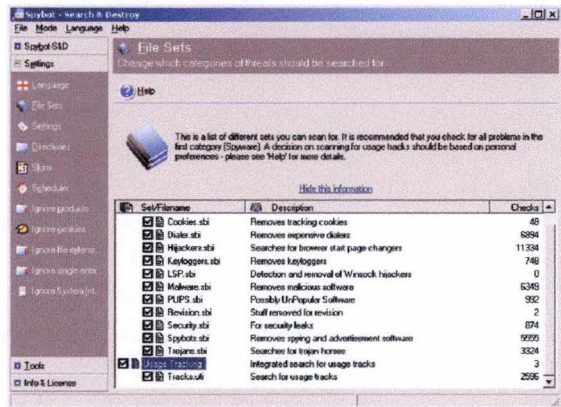 Spybot - Search & Destroy
File Mode Language Help
Spybot-S&D
Settings
Language
File Sets
Settings
Directories
Skins
Scheduler
Ignore products
Ignore cookies
Ignore file extens
Ignore single entri
Ignore System Int
Tools
Info & License
File Sets
Change which categories of threats should be searched for
Help
This is a list of different sets you can scan for. It is recommended that you check for all problems in the
first category (Spyware). A decision on scanning for usage tracks should be based on personal
preferences - please see 'Help' for more details.
Hide this information
Set/Filename Description Checks
Cookies.sbi Removes tracking cookies 48
Dialer.sbi Removes expensive dialers 6894
Hijackers.sbi Searches for browser start page changers 11334
Keyloggers.sbi Removes keyloggers 746
LSP.sbi Detection and removal of Winsock hijackers 0
Malware.sbi Removes malicious software 6349
PUPS.sbi Possibly UnPopular Software 992
Revision.sbi Stuff removed for revision 2
Security.sbi For security leaks 874
Spybots.sbi Removes spying and advertisement software 5555
Trojans.sbi Searches for trojan horses 3324
Usage Tracking Integrated search for usage tracks 3
Tracks.uti Search for usage tracks 2596